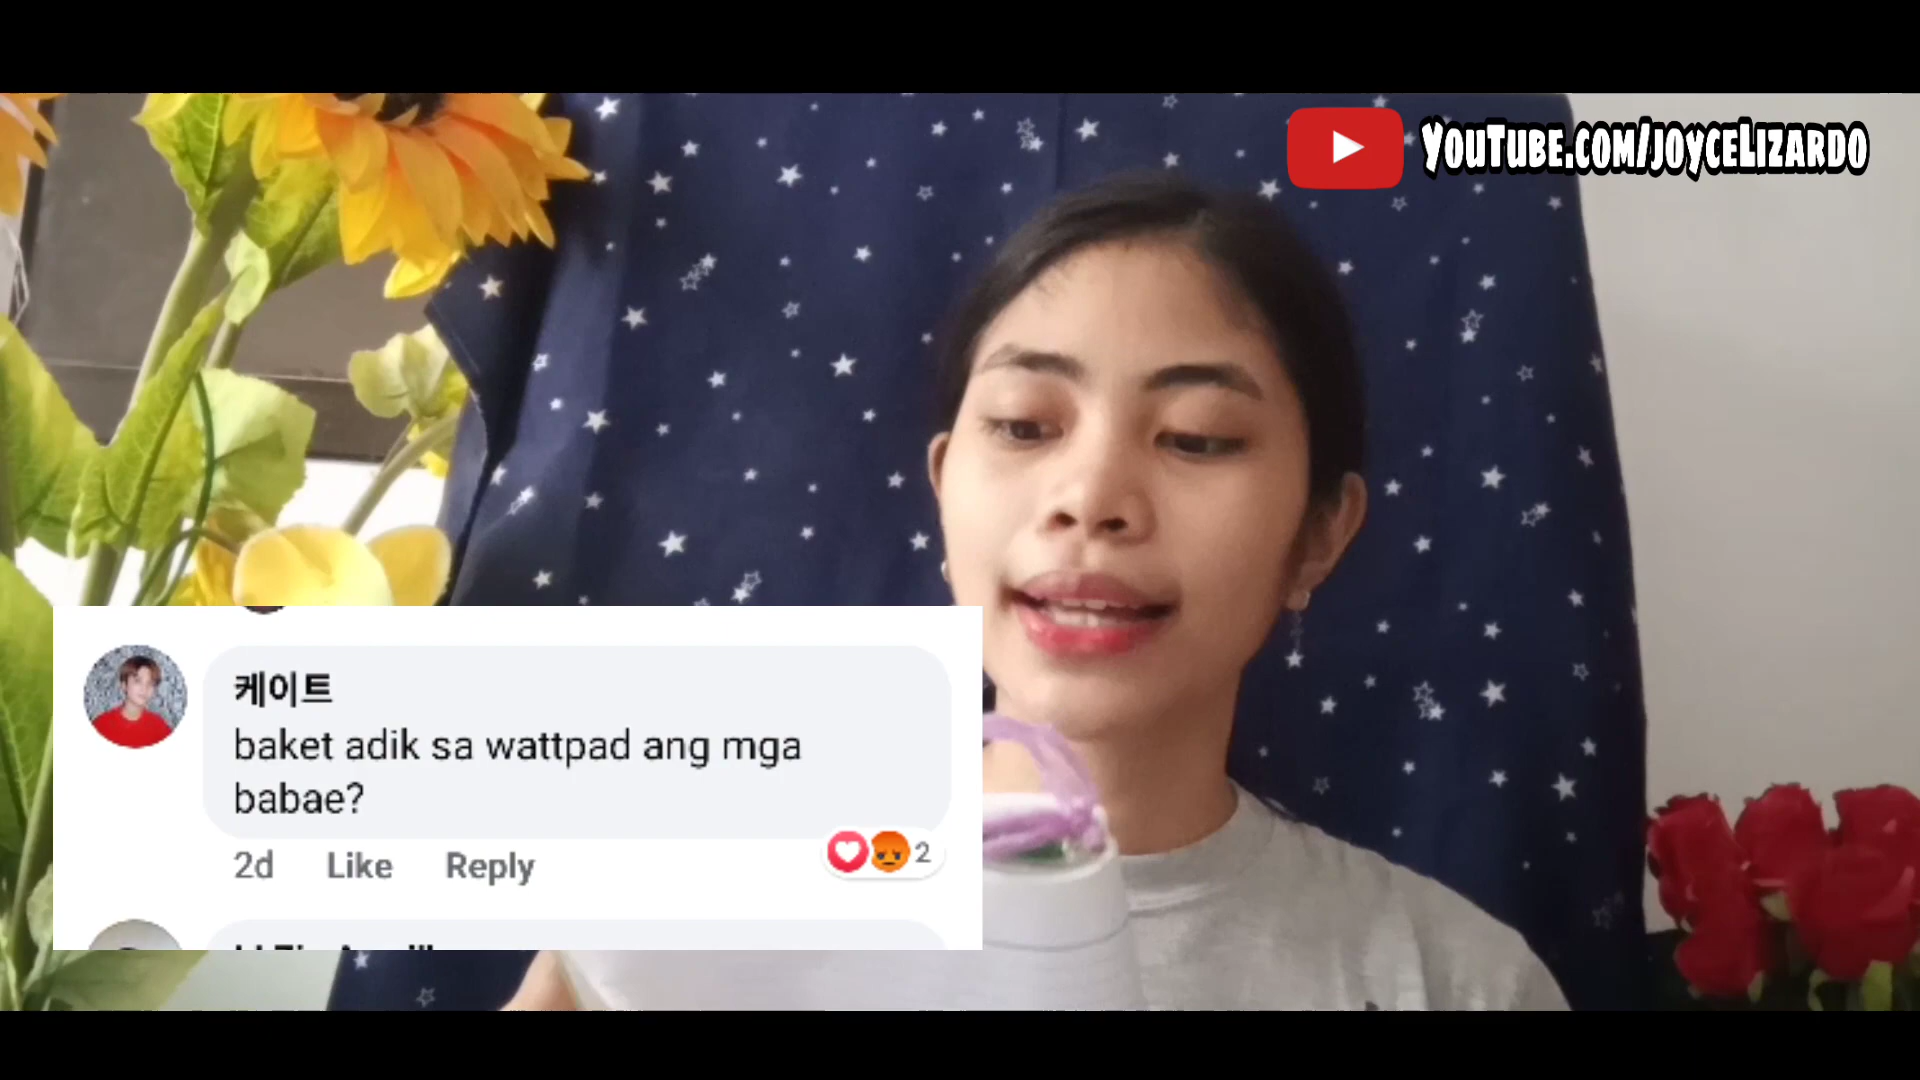 YouTube.com/JoyceLizardo
케이트
baket adik sa wattpad ang mga
babae?
2d Like Reply
2